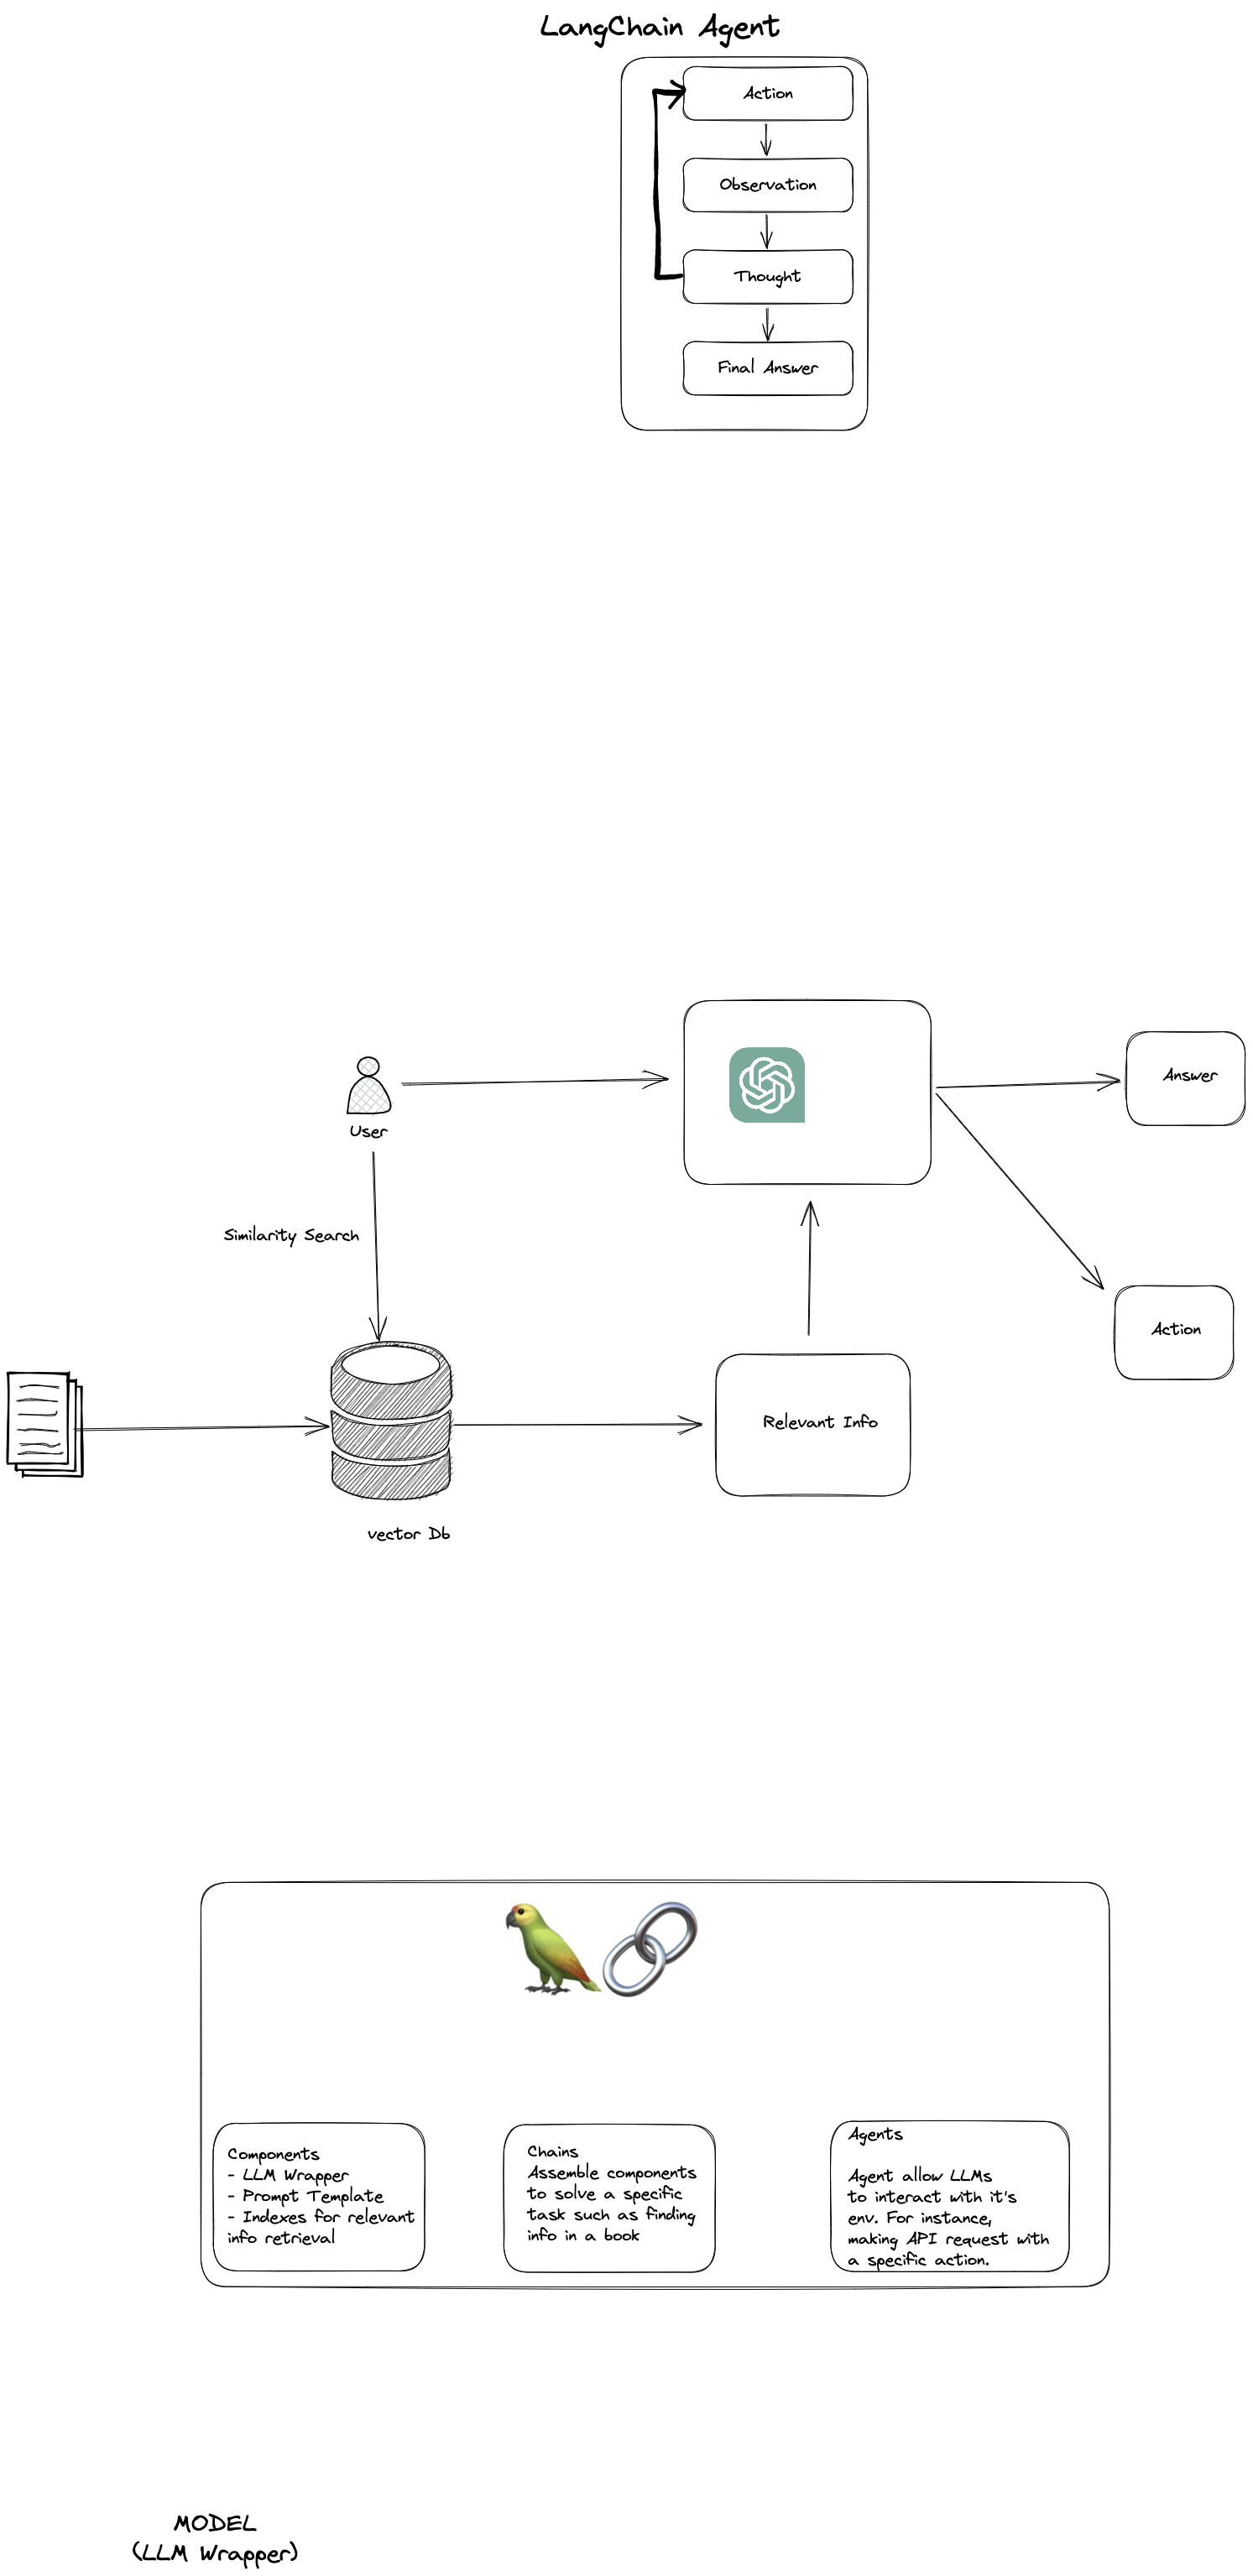 LangChain Agent
Action
Observation
Thought
Final Answer
User
Answer
Similarity Search
Action
Relevant Info
vector Db
Components
- LLM Wrapper
- Prompt Template
- Indexes for relevant
info retrieval
Chains
Assemble components
to solve a specific
task such as finding
info in a book
Agents
Agent allow LLMs
to interact with it's
env. For instance,
making API request with
a specific action.
MODEL
(LLM Wrapper)